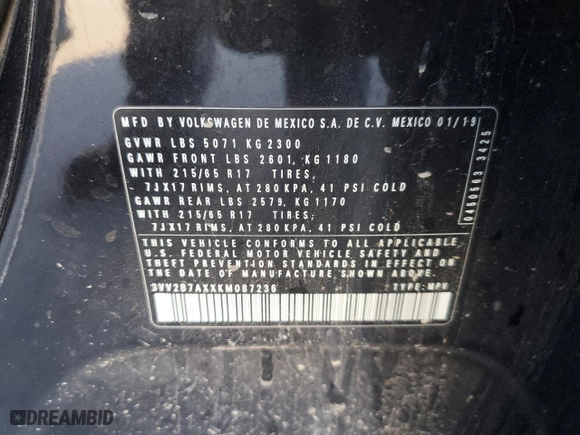 MFD BY VOLKSWAGEN DE MEXICO S.A. DE C.V. MEXICO 01/19
GVWR LBS 5071 KG 2300
GAWR FRONT LBS 2601, KG 1180
WITH 215/65 R17 TIRES,
7JX17 RIMS, AT 280 KPA, 41 PSI COLD
GAWR REAR LBS 2579, KG 1170
WITH 215/65 R17 TIRES,
7JX17 RIMS, AT 280 KPA, 41 PSI COLD
THIS VEHICLE CONFORMS TO ALL APPLICABLE
U.S. FEDERAL MOTOR VEHICLE SAFETY AND
THEFT PREVENTION STANDARDS IN EFFECT ON
THE DATE OF MANUFACTURE SHOWN ABOVE
3VV2B7AXXKM087236 TYPE: MPV
0450563 3425
DREAMBID